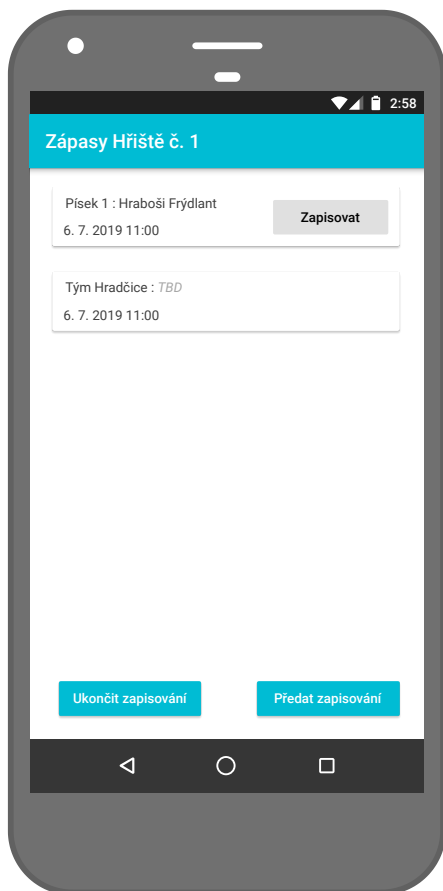 2:58
Zápasy Hřiště č. 1
Písek 1 : Hraboši Frýdlant
Zapisovat
6. 7. 2019 11:00
Tým Hradčice : TBD
6. 7. 2019 11:00
Ukončit zapisování
Předat zapisování